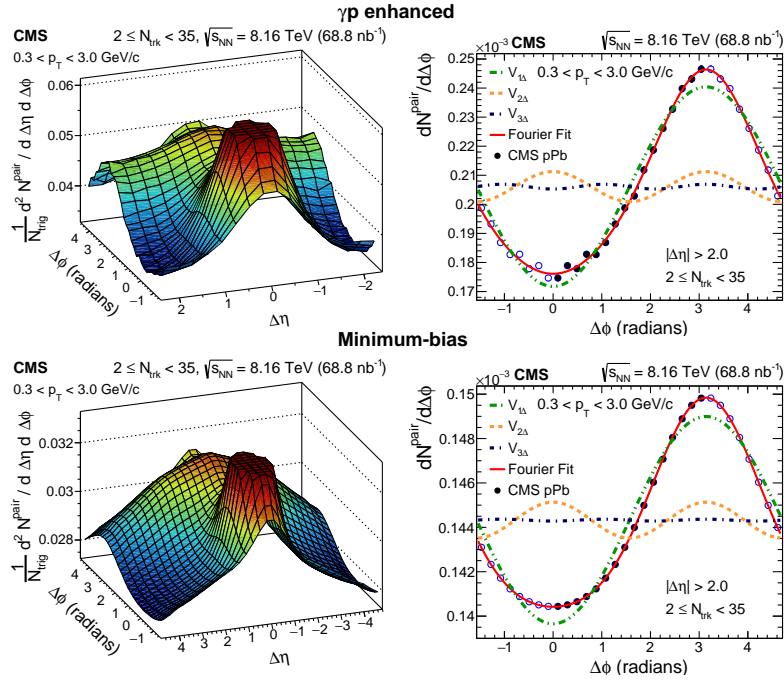 γp enhanced
CMS 2 ≤ N_trk < 35, √s_NN = 8.16 TeV (68.8 nb⁻¹)
0.3 < p_T < 3.0 GeV/c
1/N_trig d² N^pair / d Δη d Δϕ
0.06
0.05
0.04
Δϕ (radians)
4 3 2 1 0 −1
2 1 0 −1 −2
Δη
×10⁻³ CMS √s_NN = 8.16 TeV (68.8 nb⁻¹)
dN^pair/dΔϕ
0.25
0.24
0.23
0.22
0.21
0.2
0.19
0.18
0.17
V_1Δ 0.3 < p_T < 3.0 GeV/c
V_2Δ
V_3Δ
Fourier Fit
CMS pPb
|Δη| > 2.0
2 ≤ N_trk < 35
−1 0 1 2 3 4
Δϕ (radians)
Minimum-bias
CMS 2 ≤ N_trk < 35, √s_NN = 8.16 TeV (68.8 nb⁻¹)
0.3 < p_T < 3.0 GeV/c
1/N_trig d² N^pair / d Δη d Δϕ
0.032
0.03
0.028
Δϕ (radians)
4 3 2 1 0 −1
4 3 2 1 0 −1 −2 −3 −4
Δη
×10⁻³ CMS √s_NN = 8.16 TeV (68.8 nb⁻¹)
dN^pair/dΔϕ
0.15
0.148
0.146
0.144
0.142
0.14
V_1Δ 0.3 < p_T < 3.0 GeV/c
V_2Δ
V_3Δ
Fourier Fit
CMS pPb
|Δη| > 2.0
2 ≤ N_trk < 35
−1 0 1 2 3 4
Δϕ (radians)